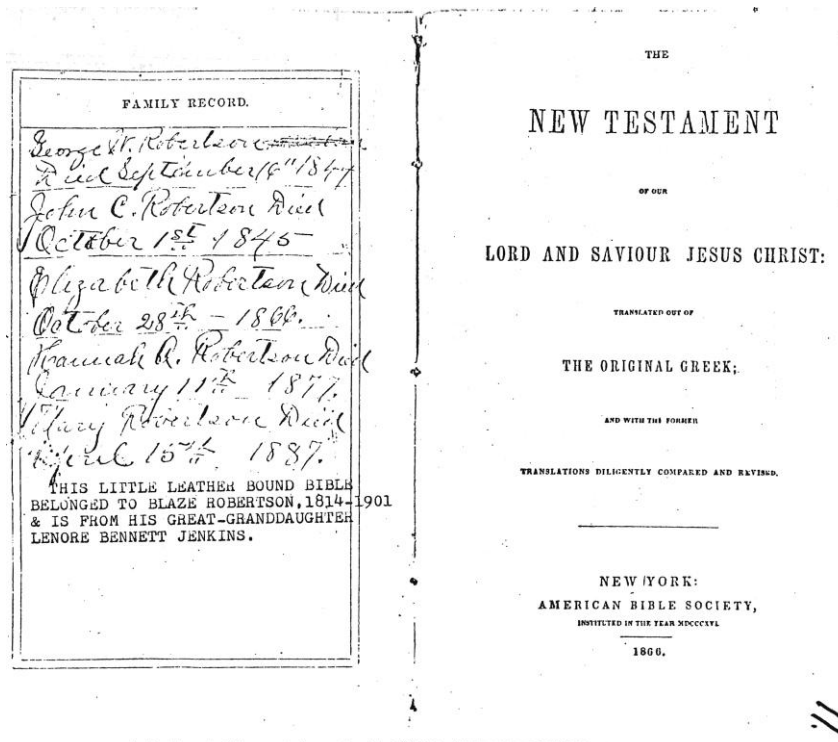 FAMILY RECORD.
George W. Robertson
Died September 16" 18
John C. Robertson Died
October 1st 1845
Elizabeth Robertson Died
October 28th – 1866.
Hannah A. Robertson Died
January 11th 1877.
Mary Robertson Died
April 15th 1887.
THIS LITTLE LEATHER BOUND BIBLE
BELONGED TO BLAZE ROBERTSON,1814-1901
& IS FROM HIS GREAT-GRANDDAUGHTER
LENORE BENNETT JENKINS.
THE
NEW TESTAMENT
OF OUR
LORD AND SAVIOUR JESUS CHRIST:
TRANSLATED OUT OF
THE ORIGINAL GREEK;
AND WITH THE FORMER
TRANSLATIONS DILIGENTLY COMPARED AND REVISED.
NEW YORK:
AMERICAN BIBLE SOCIETY,
INSTITUTED IN THE YEAR MDCCCXVI.
1866.